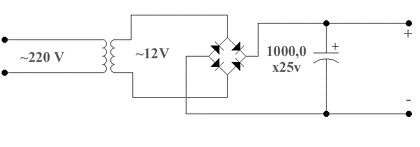 ~220 V
~12V
1000,0
x25v
+
+
-